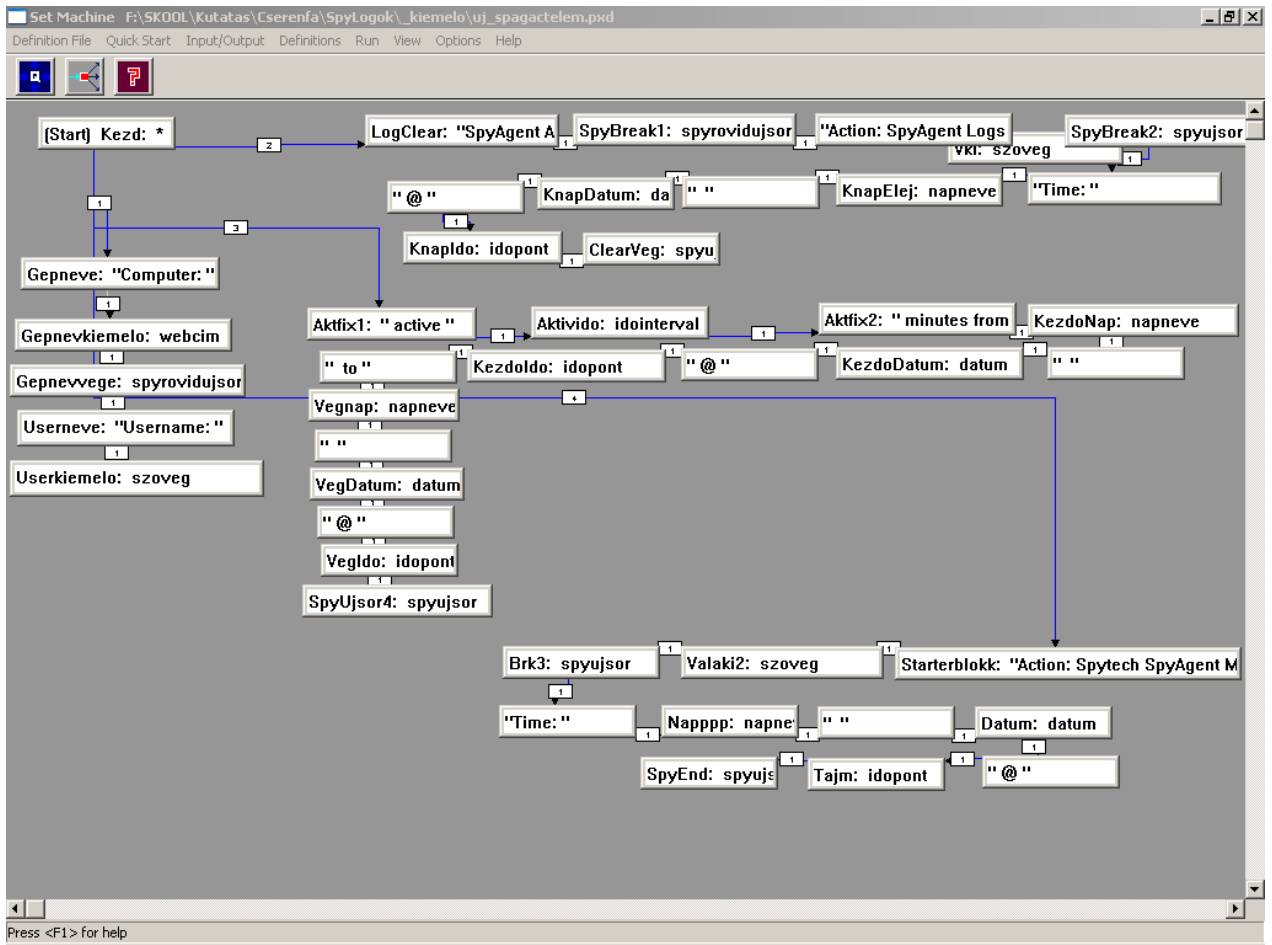 Set Machine F:\SKOOL\Kutatas\Cserenfa\SpyLogok\_kiemelo\uj_spagactelem.pxd
Definition File Quick Start Input/Output Definitions Run View Options Help
(Start) Kezd: *
2
LogClear: "SpyAgent A
1
SpyBreak1: spyrovidujsor
1
"Action: SpyAgent Logs
SpyBreak2: spyujsor
Vki: szoveg
1
" @ "
1
KnapDatum: da
1
" "
1
KnapElej: napneve
1
"Time: "
1
1
3
KnapIdo: idopont
1
ClearVeg: spyu
Gepneve: "Computer: "
1
Gepnevkiemelo: webcim
1
Gepnevvege: spyrovidujsor
1
Userneve: "Username: "
1
Userkiemelo: szoveg
Aktfix1: " active "
1
Aktivido: idointerval
1
Aktfix2: " minutes from
1
KezdoNap: napneve
1
" to "
1
KezdoIdo: idopont
1
" @ "
1
KezdoDatum: datum
1
" "
1
Vegnap: napneve
4
1
" "
1
VegDatum: datum
1
" @ "
1
VegIdo: idopont
1
SpyUjsor4: spyujsor
Brk3: spyujsor
1
Valaki2: szoveg
1
Starterblokk: "Action: Spytech SpyAgent M
1
"Time: "
1
Napppp: napne
1
" "
1
Datum: datum
1
SpyEnd: spyujs
1
Tajm: idopont
1
" @ "
Press <F1> for help